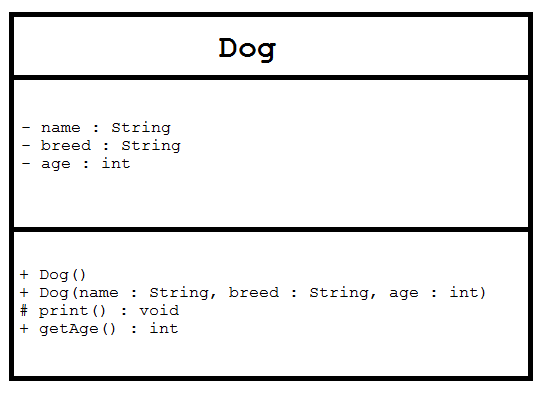 Dog
- name : String
- breed : String
- age : int
+ Dog()
+ Dog(name : String, breed : String, age : int)
# print() : void
+ getAge() : int